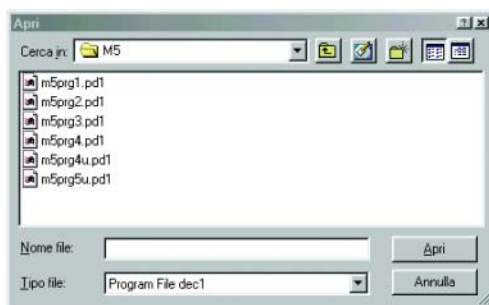 Apri
Cerca in: M5
m5prg1.pd1
m5prg2.pd1
m5prg3.pd1
m5prg4.pd1
m5prg4u.pd1
m5prg5u.pd1
Nome file: Apri
Tipo file: Program File dec1 Annulla